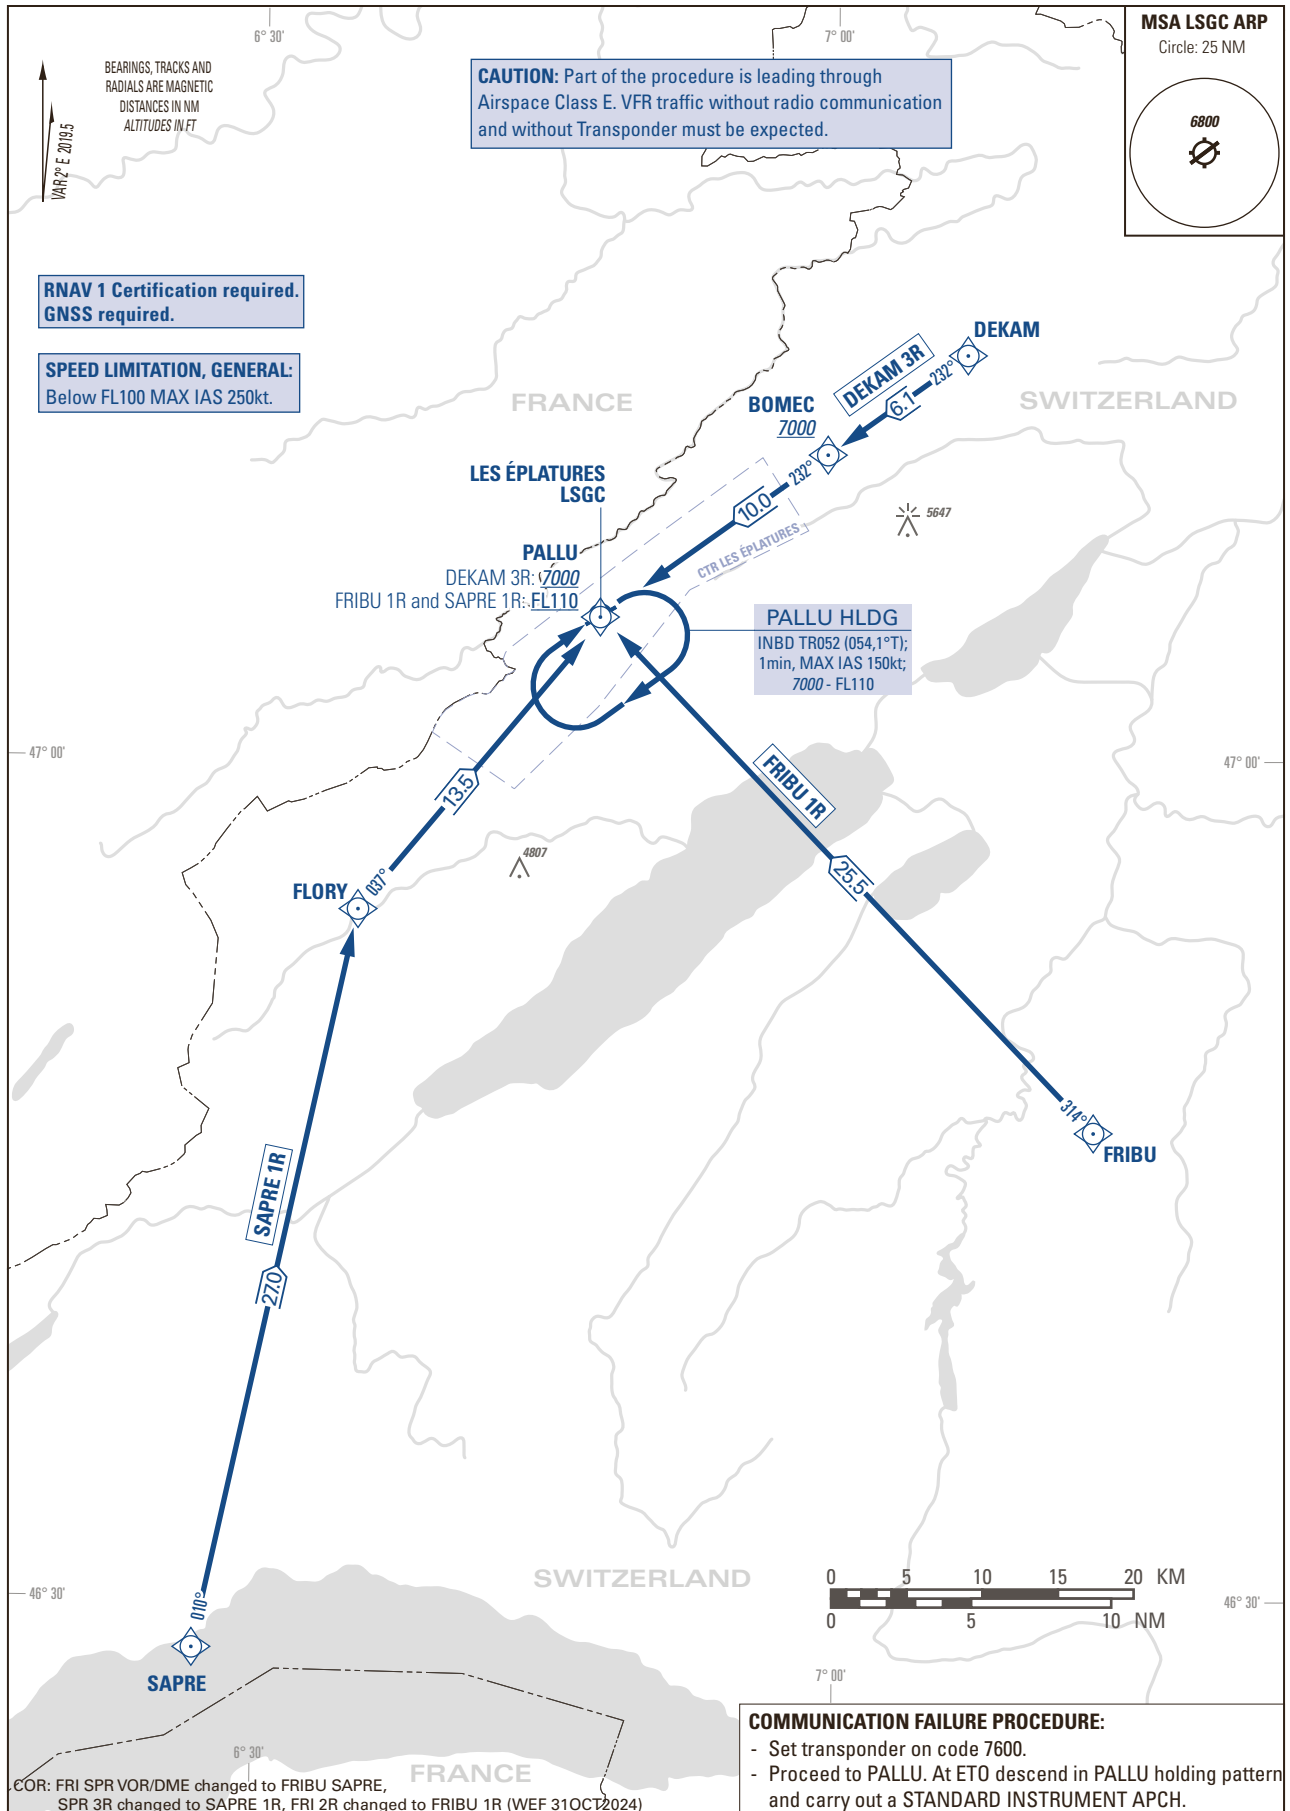 6° 30'
7° 00'
MSA LSGC ARP
Circle: 25 NM
6800
BEARINGS, TRACKS AND
RADIALS ARE MAGNETIC
DISTANCES IN NM
ALTITUDES IN FT
VAR 2° E 2019.5
CAUTION: Part of the procedure is leading through
Airspace Class E. VFR traffic without radio communication
and without Transponder must be expected.
RNAV 1 Certification required.
GNSS required.
SPEED LIMITATION, GENERAL:
Below FL100 MAX IAS 250kt.
DEKAM
DEKAM 3R
232°
6.1
FRANCE
SWITZERLAND
BOMEC
7000
232°
10.0
LES ÉPLATURES
LSGC
5647
CTR LES ÉPLATURES
PALLU
DEKAM 3R: 7000
FRIBU 1R and SAPRE 1R: FL110
PALLU HLDG
INBD TR052 (054,1°T);
1min, MAX IAS 150kt;
7000 - FL110
47° 00'
47° 00'
FRIBU 1R
13.5
4807
25.5
FLORY
037°
314°
FRIBU
SAPRE 1R
27.0
SWITZERLAND
0 5 10 15 20 KM
0 5 10 NM
46° 30'
46° 30'
010°
SAPRE
7° 00'
6° 30'
FRANCE
COMMUNICATION FAILURE PROCEDURE:
- Set transponder on code 7600.
- Proceed to PALLU. At ETO descend in PALLU holding pattern
and carry out a STANDARD INSTRUMENT APCH.
COR: FRI SPR VOR/DME changed to FRIBU SAPRE,
SPR 3R changed to SAPRE 1R, FRI 2R changed to FRIBU 1R (WEF 31OCT2024)